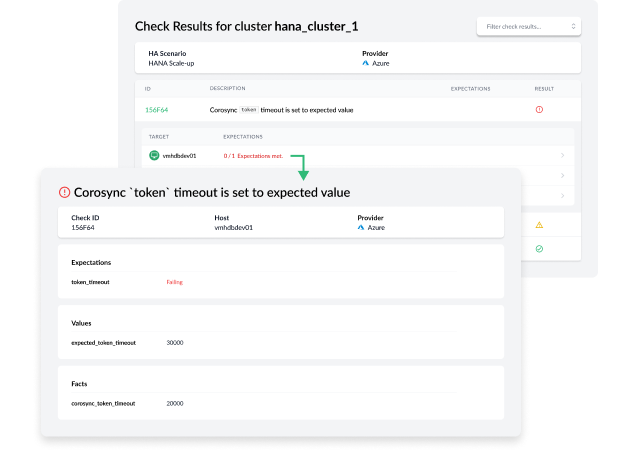 Check Results for cluster hana_cluster_1
Filter check results...
HA Scenario Provider
HANA Scale-up Azure
ID DESCRIPTION EXPECTATIONS RESULT
156F64 Corosync token timeout is set to expected value
TARGET EXPECTATIONS
vmhdbdev01 0 / 1 Expectations met.
Corosync `token` timeout is set to expected value
Check ID Host Provider
156F64 vmhdbdev01 Azure
Expectations
token_timeout Failing
Values
expected_token_timeout 30000
Facts
corosync_token_timeout 20000